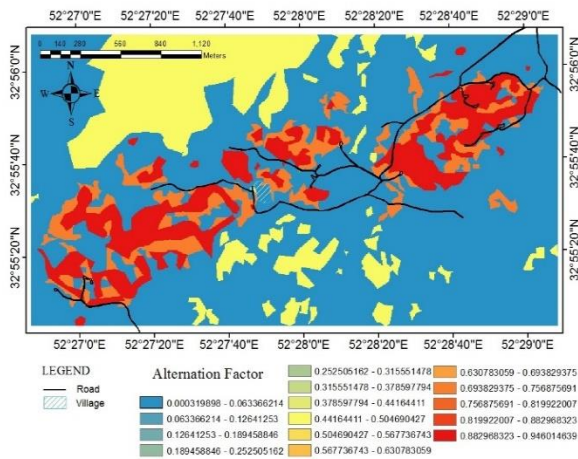 52°27'0"E 52°27'20"E 52°27'40"E 52°28'0"E 52°28'20"E 52°28'40"E 52°29'0"E
0 140 280 560 840 1,120
Meters
N
W E
S
32°56'0"N 32°56'0"N
32°55'40"N 32°55'40"N
32°55'20"N 32°55'20"N
52°27'0"E 52°27'20"E 52°27'40"E 52°28'0"E 52°28'20"E 52°28'40"E 52°29'0"E
LEGEND
Road
Village
Alternation Factor
0.000319898 - 0.063366214
0.063366214 - 0.12641253
0.12641253 - 0.189458846
0.189458846 - 0.252505162
0.252505162 - 0.315551478
0.315551478 - 0.378597794
0.378597794 - 0.44164411
0.44164411 - 0.504690427
0.504690427 - 0.567736743
0.567736743 - 0.630783059
0.630783059 - 0.693829375
0.693829375 - 0.756875691
0.756875691 - 0.819922007
0.819922007 - 0.882968323
0.882968323 - 0.946014639